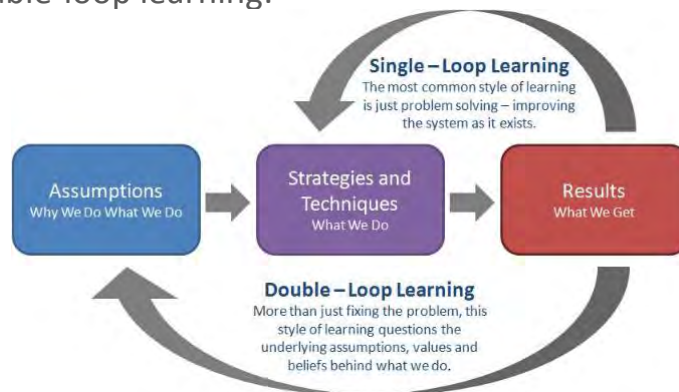 ble-loop learning.
Single – Loop Learning
The most common style of learning
is just problem solving – improving
the system as it exists.
Assumptions
Why We Do What We Do
Strategies and
Techniques
What We Do
Results
What We Get
Double – Loop Learning
More than just fixing the problem, this
style of learning questions the
underlying assumptions, values and
beliefs behind what we do.